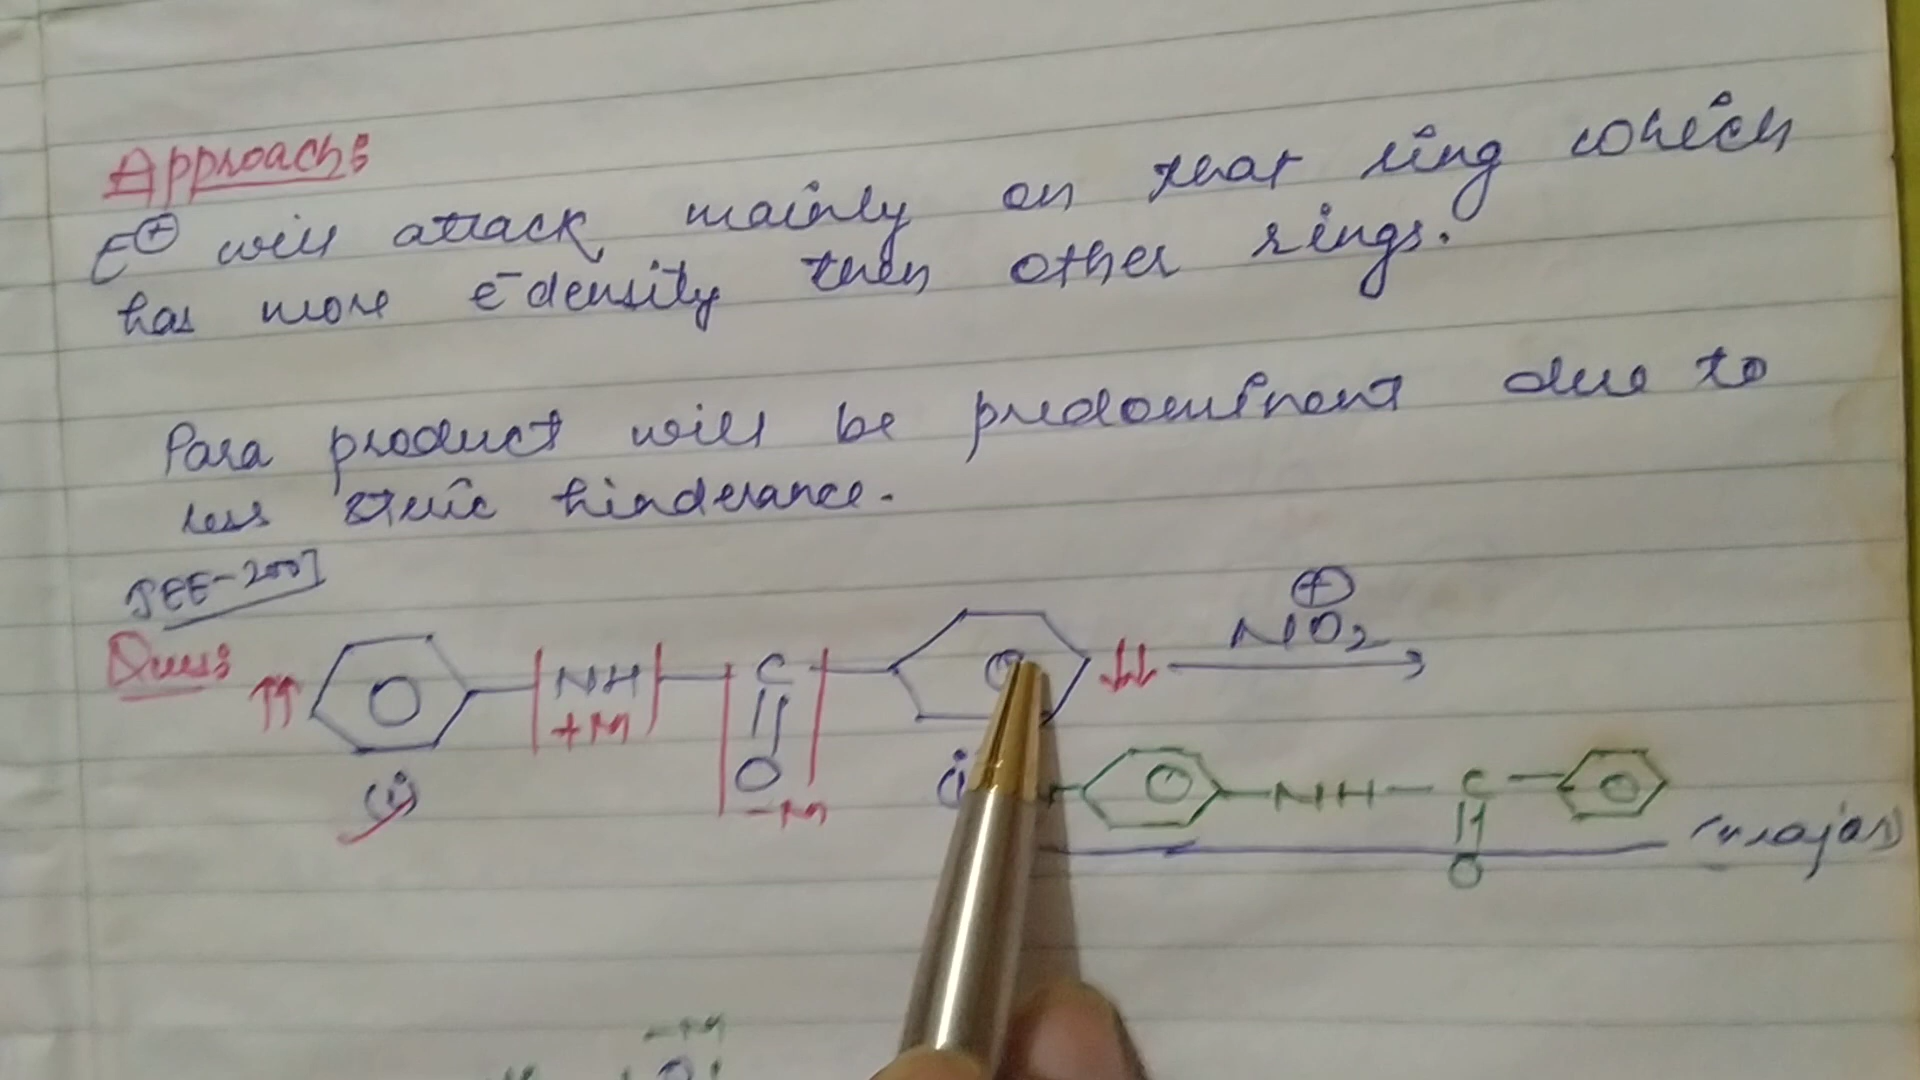 Approach:
E⊕ will attack mainly on that ring which
has more e⁻density then other rings.
Para product will be predominent due to
less steric hinderance.
JEE-2007
Ques: ↑↑ NH C ↓↓ NO₂⊕
+M
O
-M
(i)
NH C
O (major)
-M